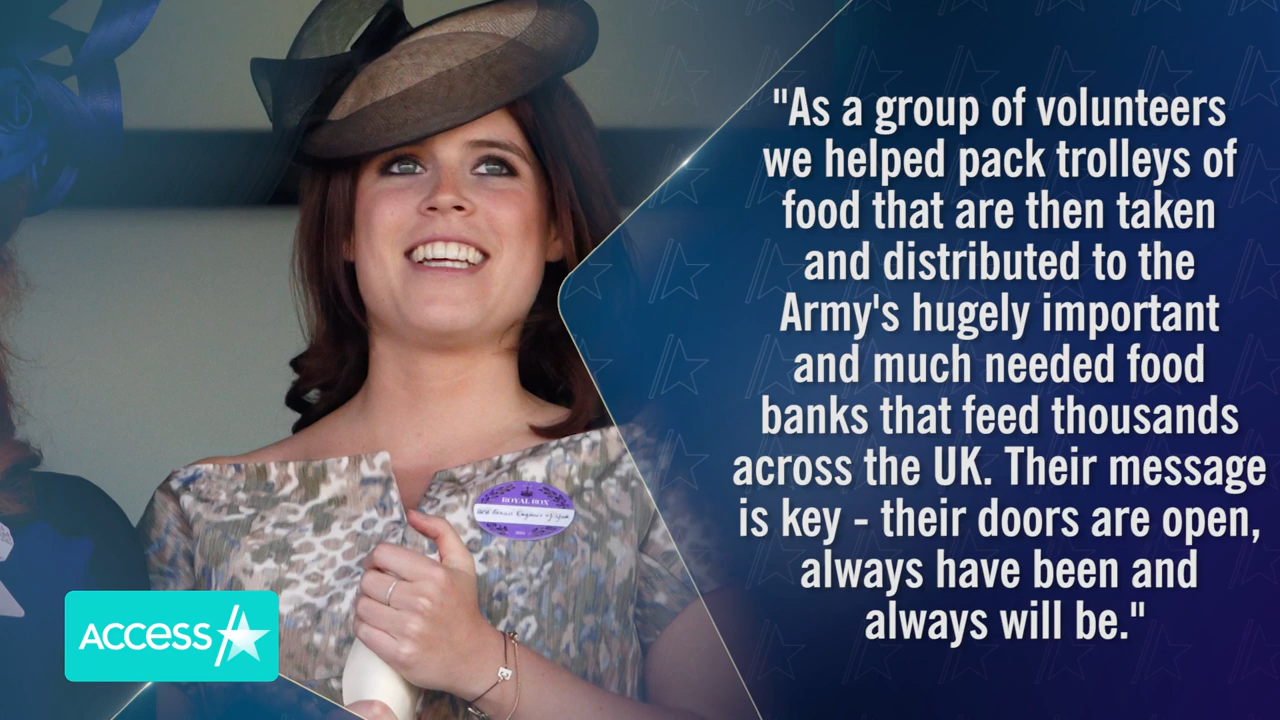 "As a group of volunteers
we helped pack trolleys of
food that are then taken
and distributed to the
Army's hugely important
and much needed food
banks that feed thousands
across the UK. Their message
is key - their doors are open,
always have been and
always will be."
ROYAL BOX
ACCESS